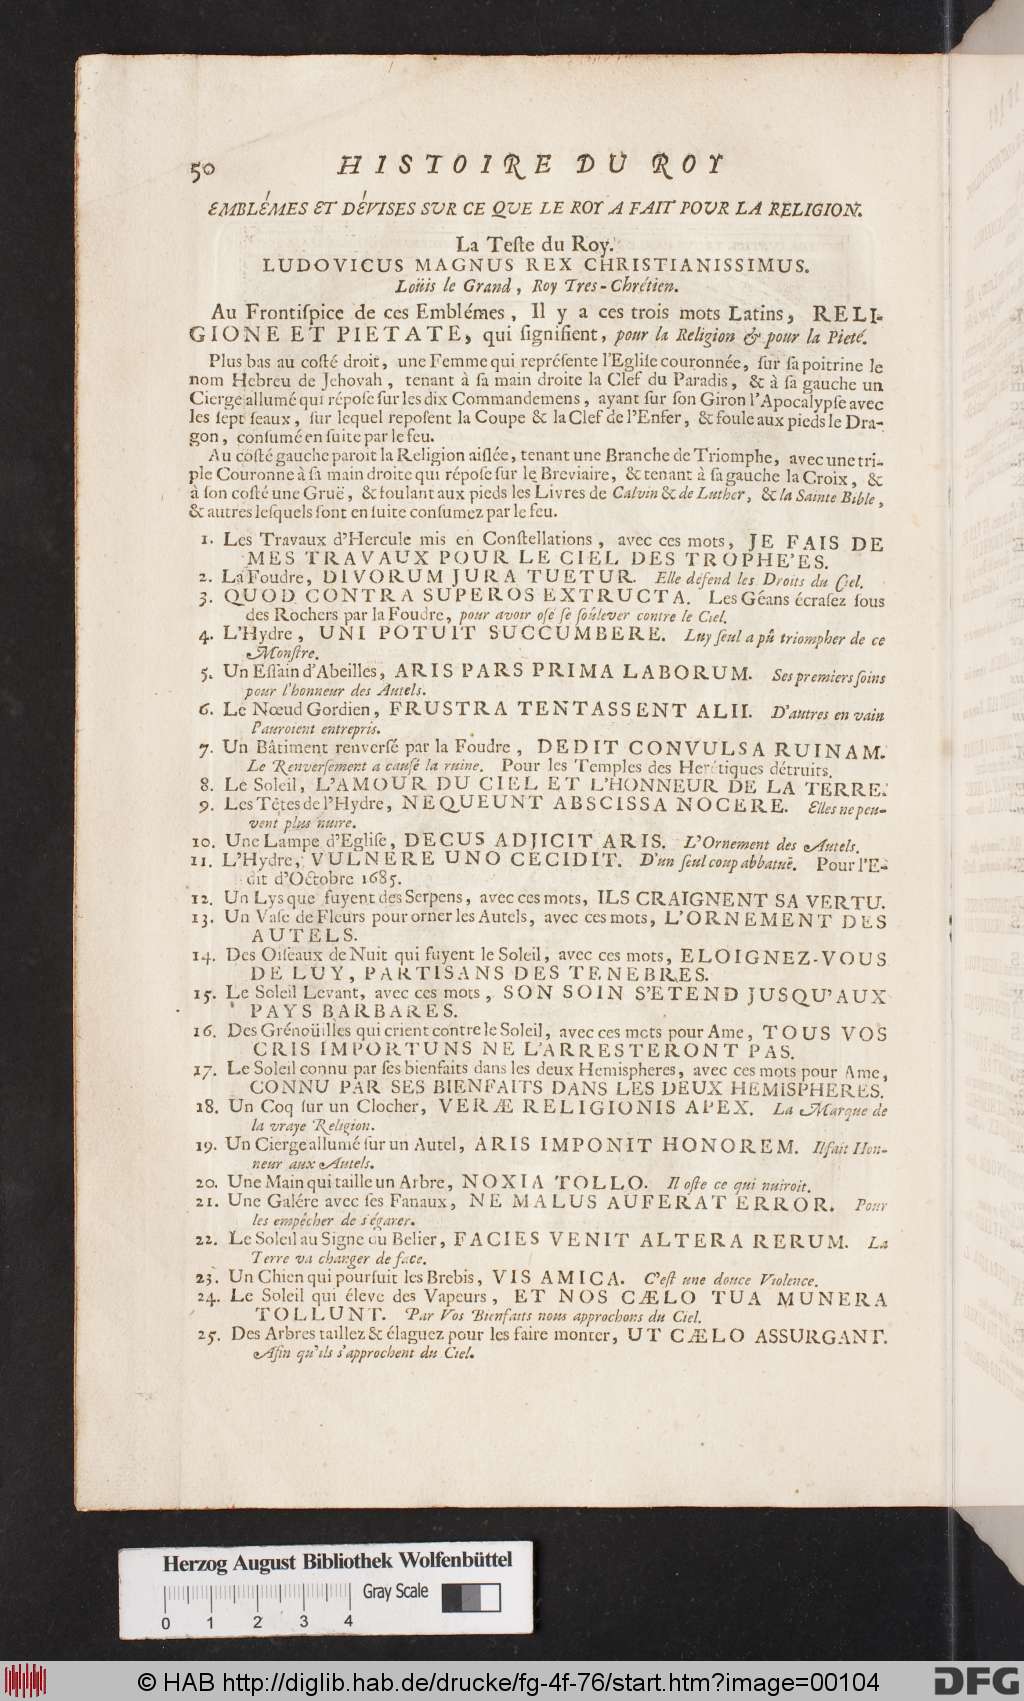 50 HISTOIRE DU ROY
EMBLÉMES ET DÉVISES SVR CE QVE LE ROY A FAIT POVR LA RELIGION.
La Teſte du Roy.
LUDOVICUS MAGNUS REX CHRISTIANISSIMUS.
Loüis le Grand, Roy Tres-Chrétien.
Au Frontiſpice de ces Emblémes, Il y a ces trois mots Latins, RELI-
GIONE ET PIETATE, qui ſignifient, pour la Religion & pour la Pieté.
Plus bas au coſté droit, une Femme qui repréſente l'Egliſe couronnée, ſur ſa poitrine le
nom Hebreu de Jehovah, tenant à ſa main droite la Clef du Paradis, & à ſa gauche un
Cierge allumé qui répoſe ſur les dix Commandemens, ayant ſur ſon Giron l'Apocalypſe avec
les ſept ſeaux, ſur lequel repoſent la Coupe & la Clef de l'Enfer, & foule aux pieds le Dra-
gon, conſumé en ſuite par le feu.
Au coſté gauche paroit la Religion aiſlée, tenant une Branche de Triomphe, avec une tri-
ple Couronne à ſa main droite qui répoſe ſur le Breviaire, & tenant à ſa gauche la Croix, &
à ſon coſté une Gruë, & foulant aux pieds les Livres de Calvin & de Luther, & la Sainte Bible,
& autres leſquels ſont en ſuite conſumez par le feu.
1. Les Travaux d'Hercule mis en Conſtellations, avec ces mots, JE FAIS DE
MES TRAVAUX POUR LE CIEL DES TROPHE'ES.
2. La Foudre, DIVORUM JURA TUETUR. Elle défend les Droits du Ciel.
3. QUOD CONTRA SUPEROS EXTRUCTA. Les Géans écraſez ſous
des Rochers par la Foudre, pour avoir oſé ſe ſoûlever contre le Ciel.
4. L'Hydre, UNI POTUIT SUCCUMBERE. Luy ſeul a pû triompher de ce
Monſtre.
5. Un Eſſain d'Abeilles, ARIS PARS PRIMA LABORUM. Ses premiers ſoins
pour l'honneur des Autels.
6. Le Nœud Gordien, FRUSTRA TENTASSENT ALII. D'autres en vain
l'auroient entrepris.
7. Un Bâtiment renverſé par la Foudre, DEDIT CONVULSA RUINAM.
Le Renverſement a cauſé la ruine. Pour les Temples des Herétiques détruits.
8. Le Soleil, L'AMOUR DU CIEL ET L'HONNEUR DE LA TERRE.
9. Les Têtes de l'Hydre, NEQUEUNT ABSCISSA NOCERE. Elles ne peu-
vent plus nuire.
10. Une Lampe d'Egliſe, DECUS ADJICIT ARIS. L'Ornement des Autels.
11. L'Hydre, VULNERE UNO CECIDIT. D'un ſeul coup abbatuë. Pour l'E-
dit d'Octobre 1685.
12. Un Lys que fuyent des Serpens, avec ces mots, ILS CRAIGNENT SA VERTU.
13. Un Vaſe de Fleurs pour orner les Autels, avec ces mots, L'ORNEMENT DES
AUTELS.
14. Des Oiſeaux de Nuit qui fuyent le Soleil, avec ces mots, ELOIGNEZ-VOUS
DE LUY, PARTISANS DES TENEBRES.
15. Le Soleil Levant, avec ces mots, SON SOIN S'ETEND JUSQU'AUX
PAYS BARBARES.
16. Des Grénoüilles qui crient contre le Soleil, avec ces mots pour Ame, TOUS VOS
CRIS IMPORTUNS NE L'ARRESTERONT PAS.
17. Le Soleil connu par ſes bienfaits dans les deux Hemispheres, avec ces mots pour Ame,
CONNU PAR SES BIENFAITS DANS LES DEUX HEMISPHERES.
18. Un Coq ſur un Clocher, VERÆ RELIGIONIS APEX. La Marque de
la vraye Religion.
19. Un Cierge allumé ſur un Autel, ARIS IMPONIT HONOREM. Il fait Hon-
neur aux Autels.
20. Une Main qui taille un Arbre, NOXIA TOLLO. Il oſte ce qui nuiroit.
21. Une Galére avec ſes Fanaux, NE MALUS AUFERAT ERROR. Pour
les empêcher de s'égarer.
22. Le Soleil au Signe du Belier, FACIES VENIT ALTERA RERUM. La
Terre va changer de face.
23. Un Chien qui pourſuit les Brebis, VIS AMICA. C'eſt une douce Violence.
24. Le Soleil qui éleve des Vapeurs, ET NOS CÆLO TUA MUNERA
TOLLUNT. Par Vos Bienfaits nous approchons du Ciel.
25. Des Arbres taillez & élaguez pour les faire monter, UT CÆLO ASSURGANT.
Afin qu'ils s'approchent du Ciel.
Herzog August Bibliothek Wolfenbüttel
Gray Scale
0 1 2 3 4
© HAB http://diglib.hab.de/drucke/fg-4f-76/start.htm?image=00104
DFG